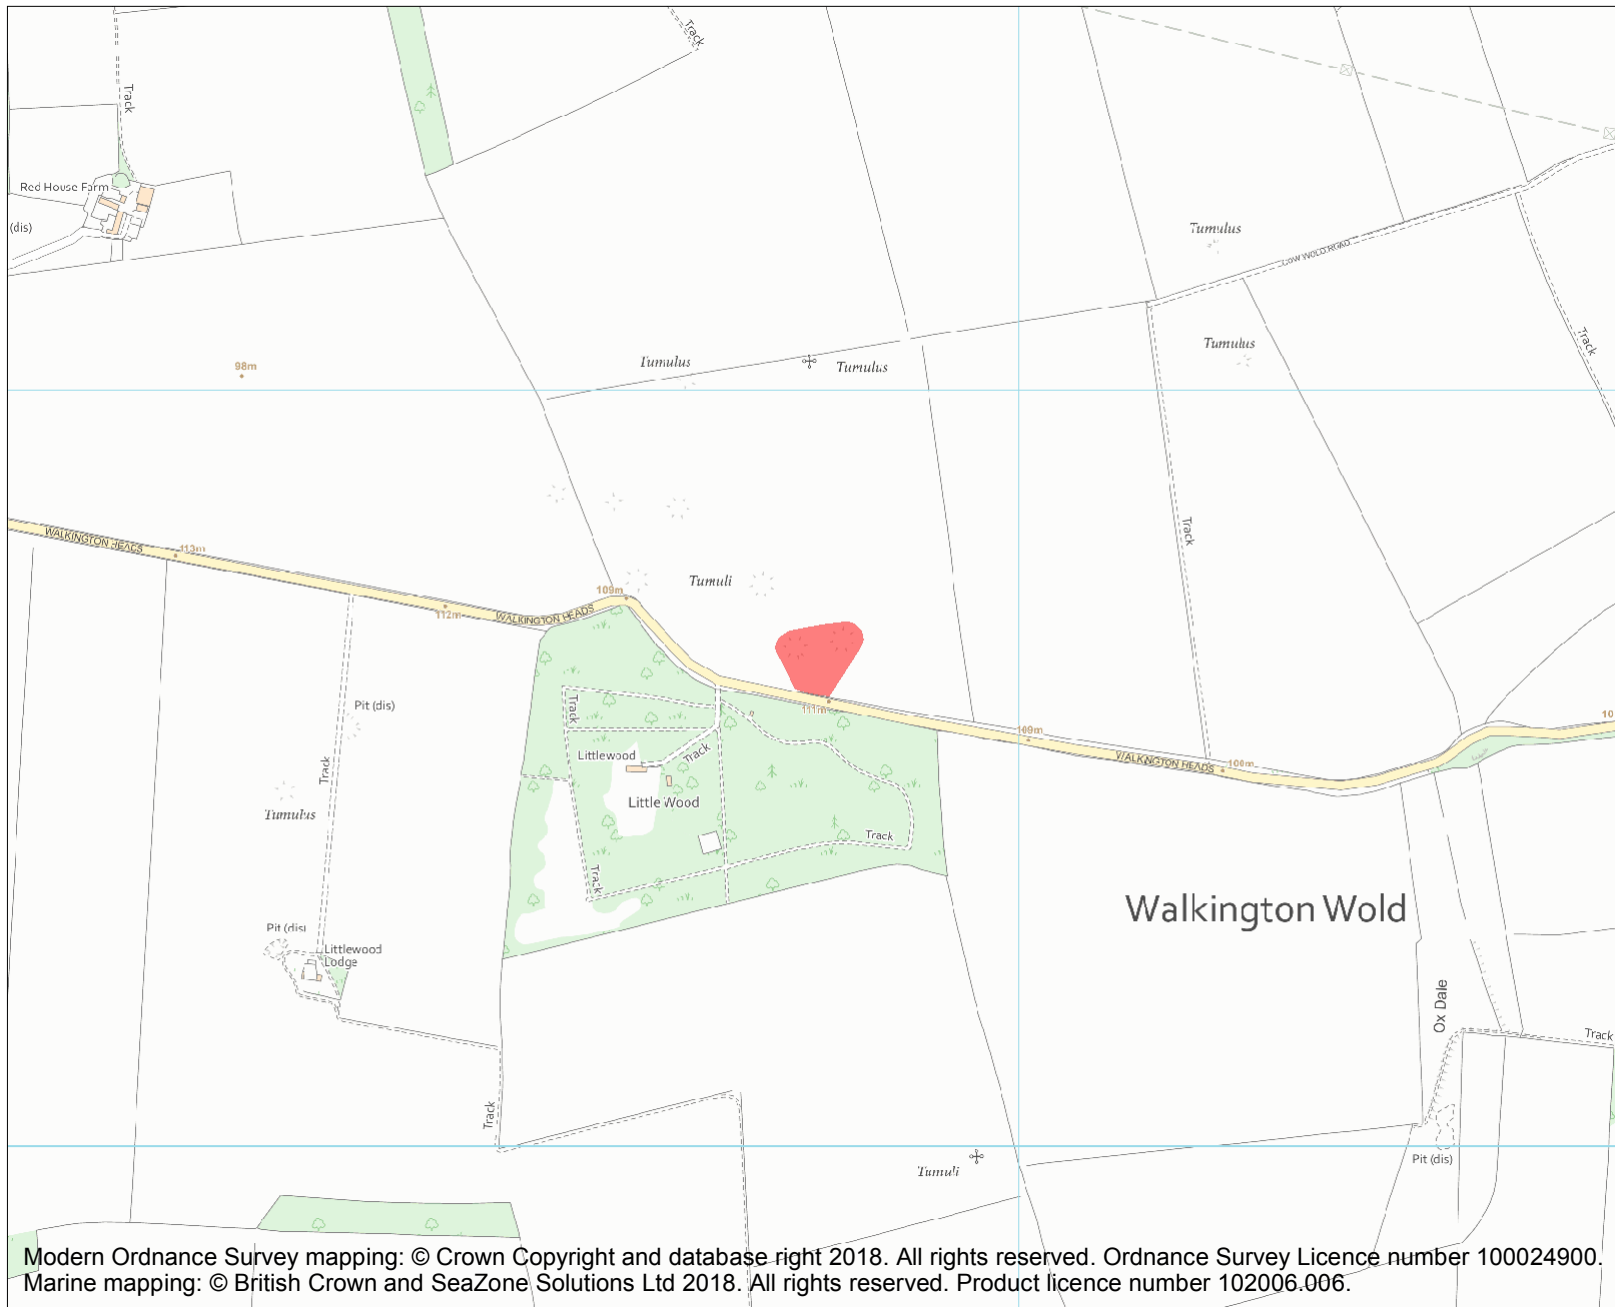 Track
Track
Red House Farm
(dis)
Tumulus
COW WOLD ROAD
Track
Tumulus
Tumulus
Tumulus
98m
WALKINGTON HEADS
113m
Track
Tumuli
109m
112m
WALKINGTON HEADS
Pit (dis)
Track
111m
109m
10
Littlewood
Track
WALKINGTON HEADS
100m
Track
Little Wood
Tumulus
Track
Track
Walkington Wold
Pit (dis)
Littlewood
Lodge
Ox Dale
Track
Track
Pit (dis)
Tumuli
Modern Ordnance Survey mapping: © Crown Copyright and database right 2018. All rights reserved. Ordnance Survey Licence number 100024900.
Marine mapping: © British Crown and SeaZone Solutions Ltd 2018. All rights reserved. Product licence number 102006.006.